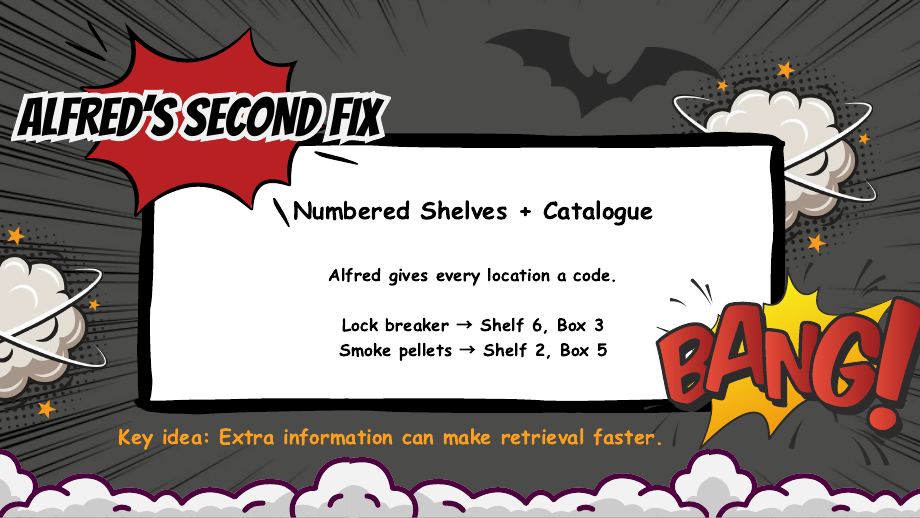 ALFRED'S SECOND FIX
Numbered Shelves + Catalogue
Alfred gives every location a code.
Lock breaker → Shelf 6, Box 3
Smoke pellets → Shelf 2, Box 5
BANG!
Key idea: Extra information can make retrieval faster.